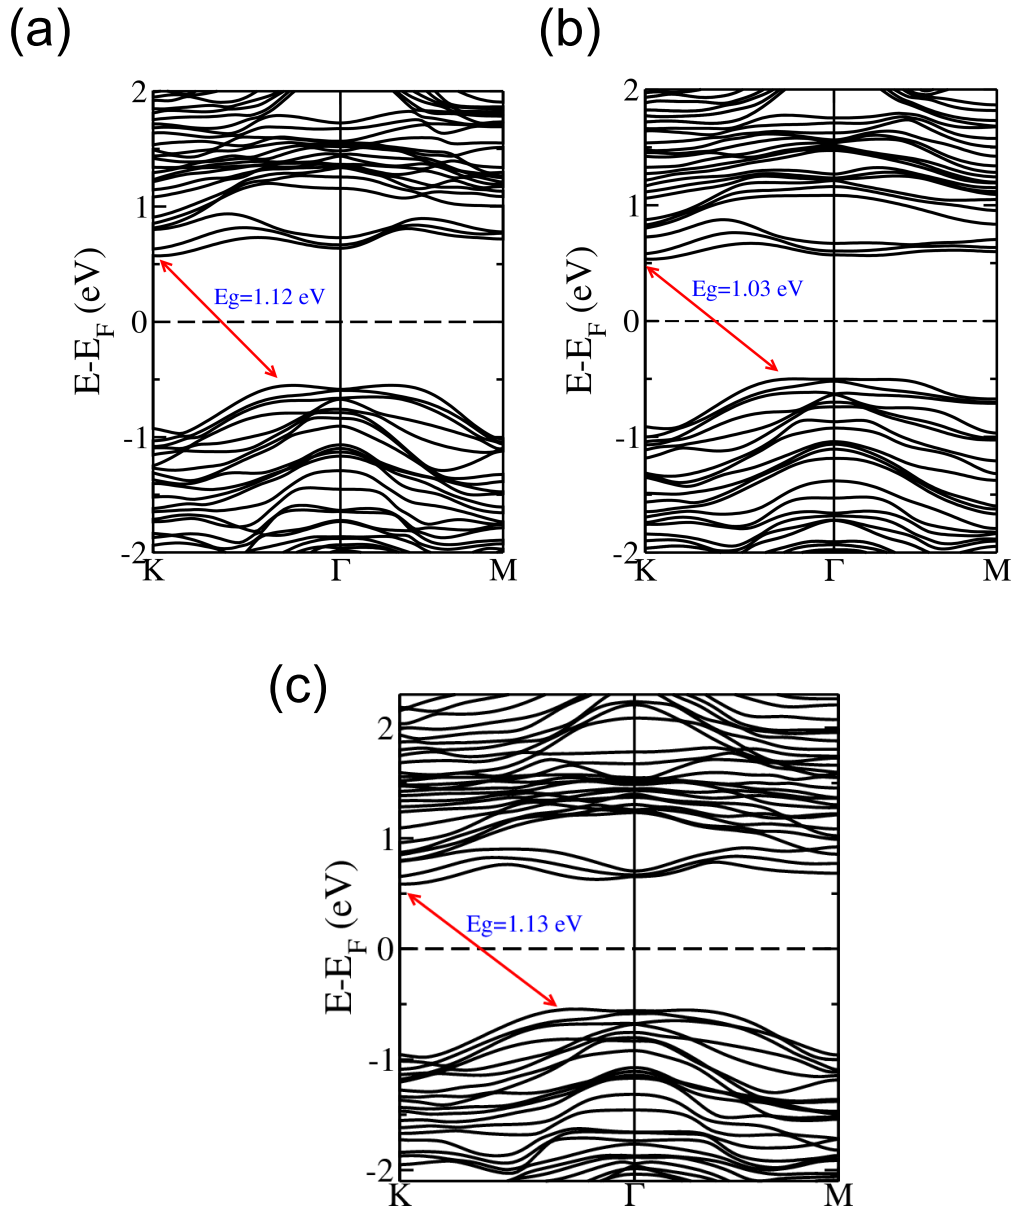 (a)
(b)
2
1
0
-1
-2
E-E_F (eV)
Eg=1.12 eV
K
Γ
M
2
1
0
-1
-2
E-E_F (eV)
Eg=1.03 eV
K
Γ
M
(c)
2
1
0
-1
-2
E-E_F (eV)
Eg=1.13 eV
K
Γ
M